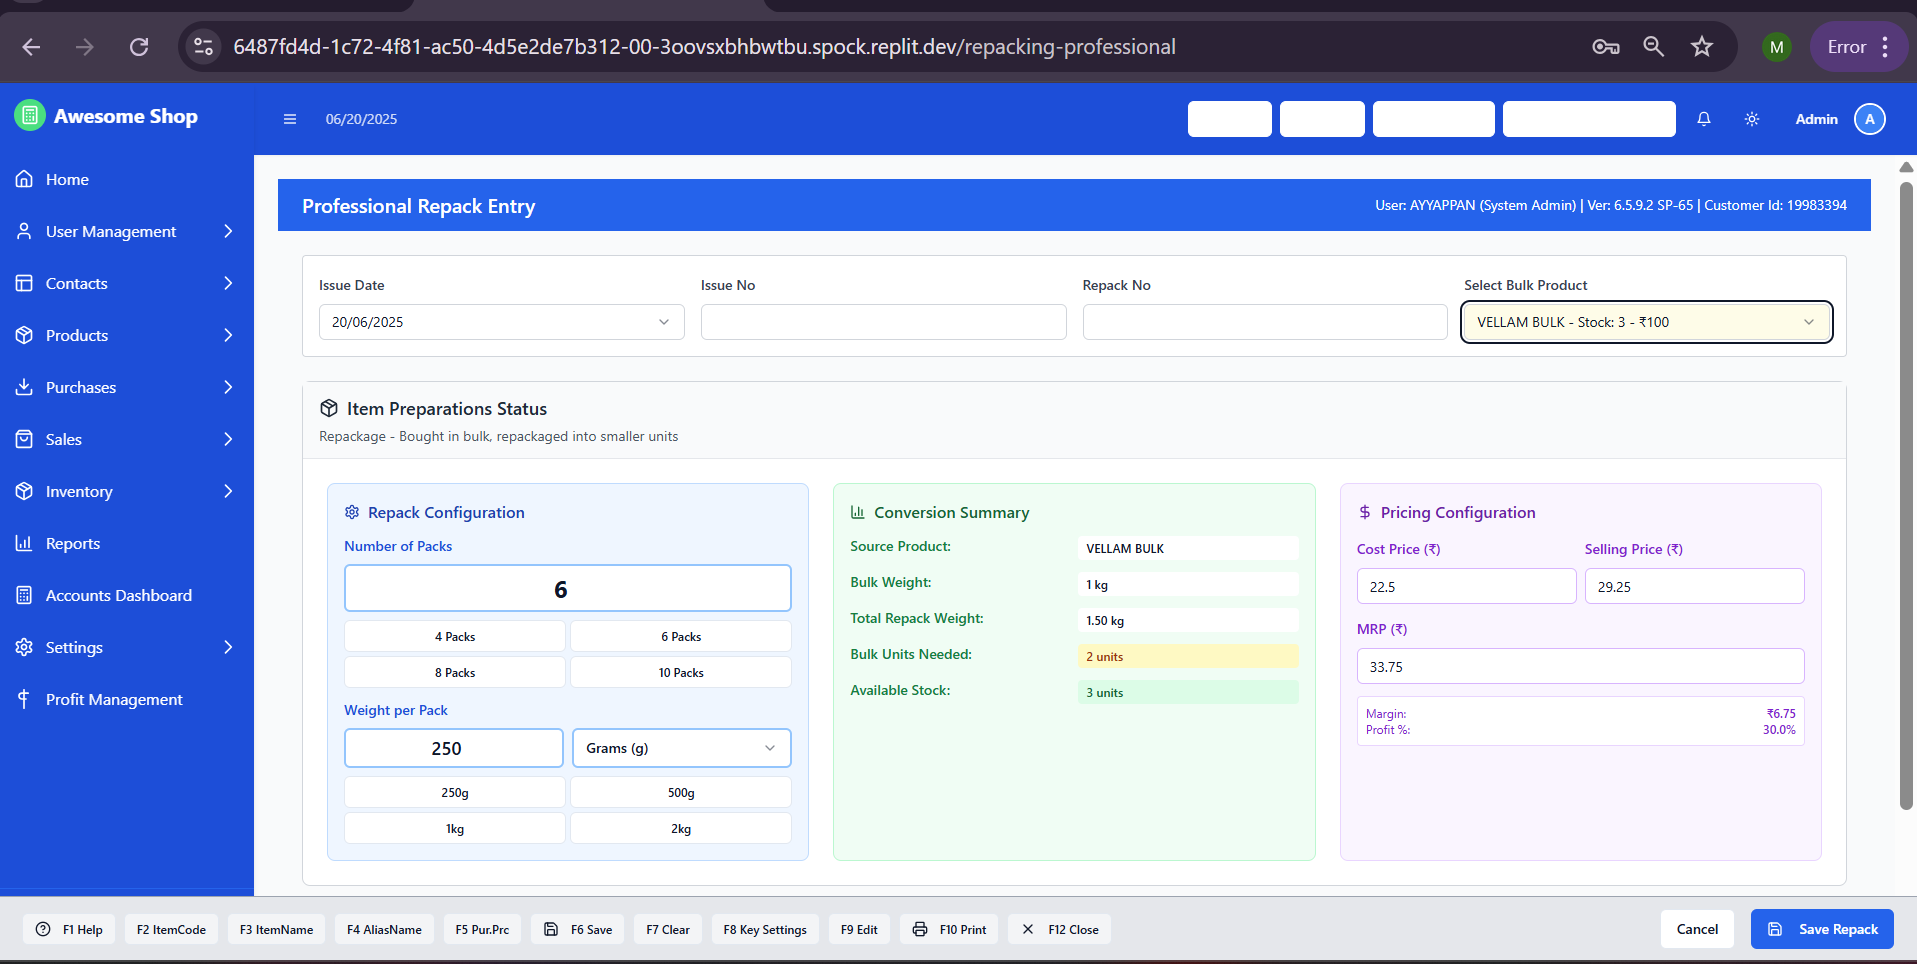 6487fd4d-1c72-4f81-ac50-4d5e2de7b312-00-3oovsxbhbwtbu.spock.replit.dev/repacking-professional
M
Error
Awesome Shop
06/20/2025
Admin
A
Home
User Management
Contacts
Products
Purchases
Sales
Inventory
Reports
Accounts Dashboard
Settings
Profit Management
Professional Repack Entry
User: AYYAPPAN (System Admin) | Ver: 6.5.9.2 SP-65 | Customer Id: 19983394
Issue Date
Issue No
Repack No
Select Bulk Product
20/06/2025
VELLAM BULK - Stock: 3 - ₹100
Item Preparations Status
Repackage - Bought in bulk, repackaged into smaller units
Repack Configuration
Number of Packs
6
4 Packs
6 Packs
8 Packs
10 Packs
Weight per Pack
250
Grams (g)
250g
500g
1kg
2kg
Conversion Summary
Source Product:
VELLAM BULK
Bulk Weight:
1 kg
Total Repack Weight:
1.50 kg
Bulk Units Needed:
2 units
Available Stock:
3 units
Pricing Configuration
Cost Price (₹)
Selling Price (₹)
22.5
29.25
MRP (₹)
33.75
Margin:
₹6.75
Profit %:
30.0%
F1 Help
F2 ItemCode
F3 ItemName
F4 AliasName
F5 Pur.Prc
F6 Save
F7 Clear
F8 Key Settings
F9 Edit
F10 Print
F12 Close
Cancel
Save Repack